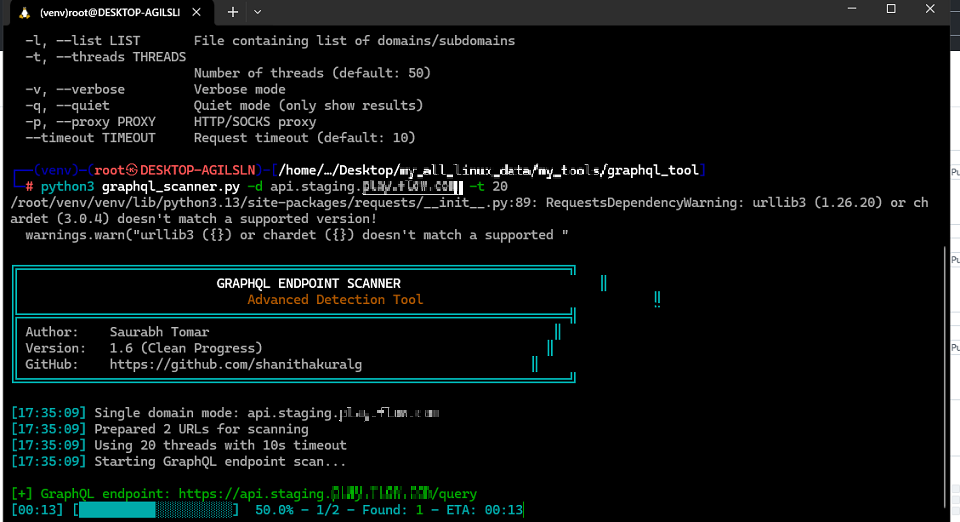 (venv)root@DESKTOP-AGILSLI
-l, --list LIST File containing list of domains/subdomains
-t, --threads THREADS
Number of threads (default: 50)
-v, --verbose Verbose mode
-q, --quiet Quiet mode (only show results)
-p, --proxy PROXY HTTP/SOCKS proxy
--timeout TIMEOUT Request timeout (default: 10)
(venv)-(root㉿DESKTOP-AGILSLN)-[/home/…/Desktop/my_all_linux_data/my_tools/graphql_tool]
# python3 graphql_scanner.py -d api.staging. -t 20
/root/venv/venv/lib/python3.13/site-packages/requests/__init__.py:89: RequestsDependencyWarning: urllib3 (1.26.20) or ch
ardet (3.0.4) doesn't match a supported version!
warnings.warn("urllib3 ({}) or chardet ({}) doesn't match a supported "
GRAPHQL ENDPOINT SCANNER
Advanced Detection Tool
Author: Saurabh Tomar
Version: 1.6 (Clean Progress)
GitHub: https://github.com/shanithakuralg
[17:35:09] Single domain mode: api.staging.
[17:35:09] Prepared 2 URLs for scanning
[17:35:09] Using 20 threads with 10s timeout
[17:35:09] Starting GraphQL endpoint scan...
[+] GraphQL endpoint: https://api.staging. /query
[00:13] [ ] 50.0% - 1/2 - Found: 1 - ETA: 00:13